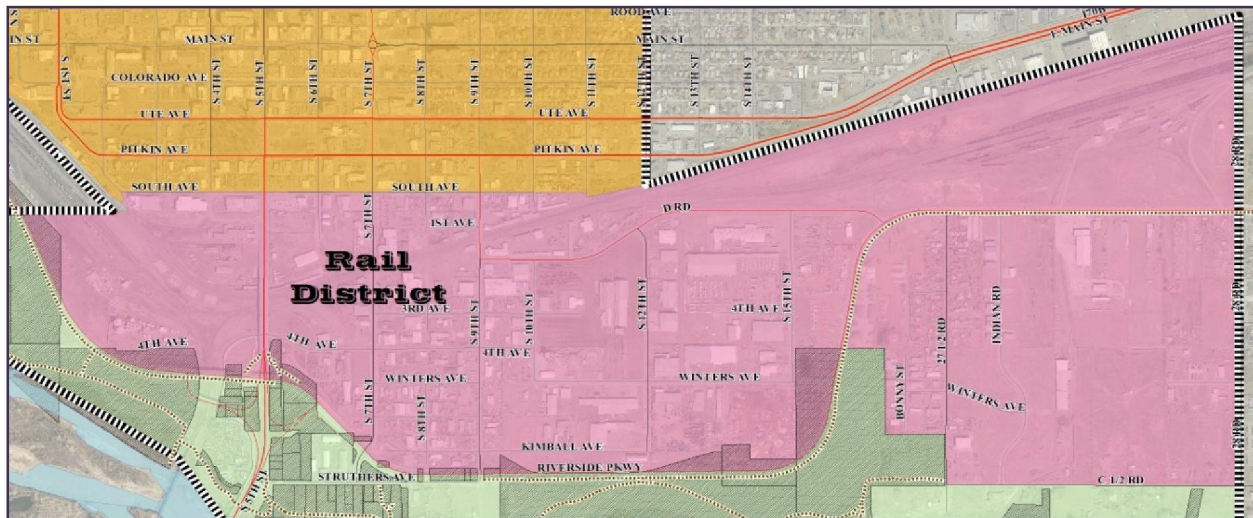 ROOD AVE
I70B
IN ST
MAIN ST
MAIN ST
E MAIN ST
S 1ST ST
COLORADO AVE
S 4TH ST
S 5TH ST
S 6TH ST
S 7TH ST
S 8TH ST
S 9TH ST
S 10TH ST
S 11TH ST
S 12TH ST
S 13TH ST
S 14TH ST
UTE AVE
UTE AVE
PITKIN AVE
PITKIN AVE
SOUTH AVE
SOUTH AVE
S 7TH ST
1ST AVE
D RD
Rail
District
3RD AVE
S 9TH ST
S 10TH ST
S 12TH ST
4TH AVE
S 15TH ST
27 1/2 RD
INDIAN RD
4TH AVE
4TH AVE
4TH AVE
WINTERS AVE
WINTERS AVE
BONNY ST
WINTERS AVE
S 7TH ST
S 8TH ST
KIMBALL AVE
RIVERSIDE PKWY
STRUTHERS AVE
C 1/2 RD
S 5TH ST